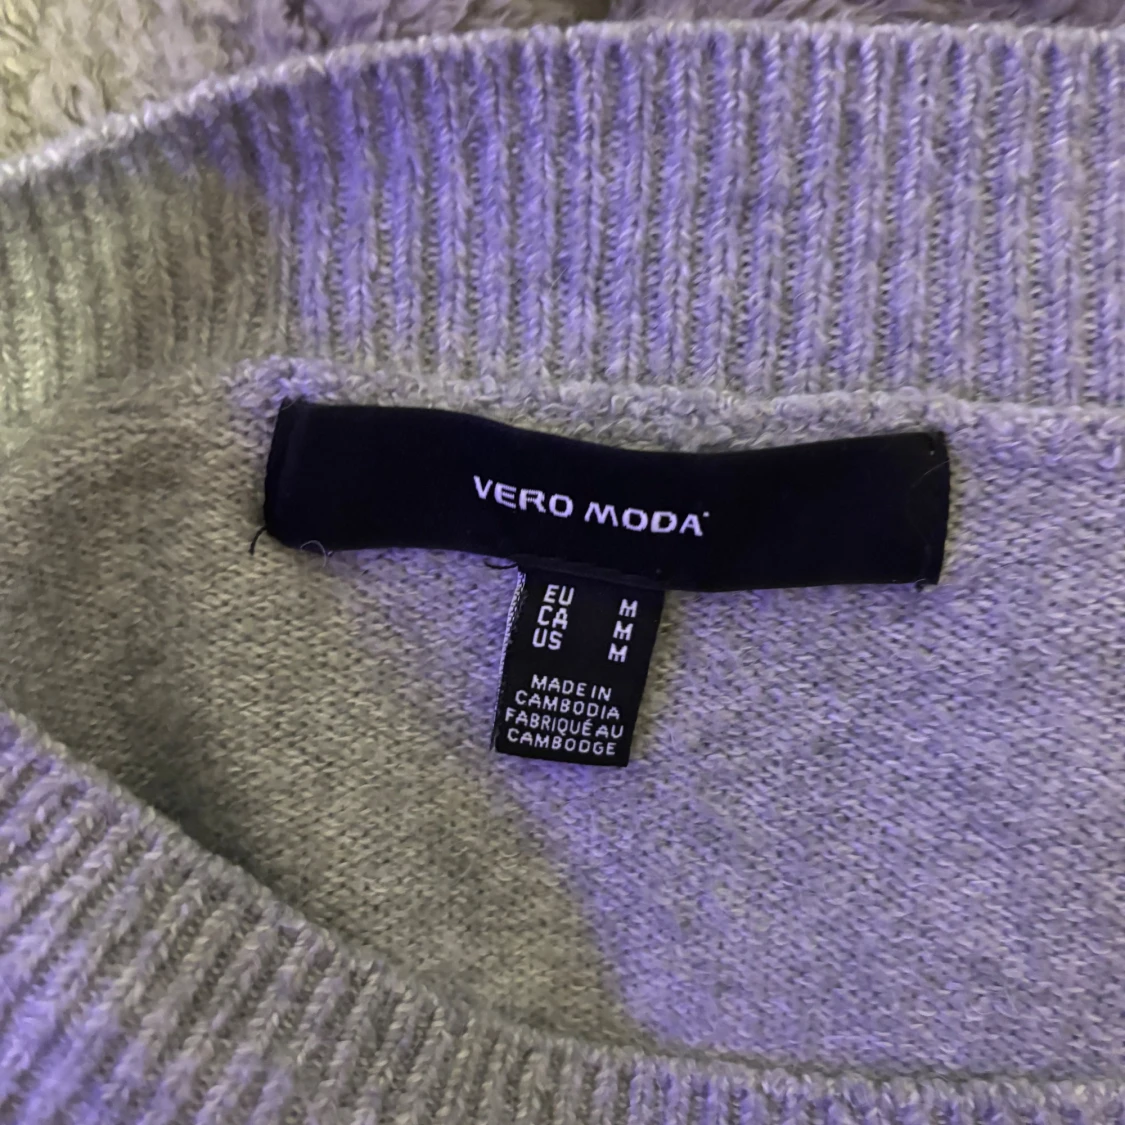 VERO MODA
EU M
CA M
US M
MADE IN
CAMBODIA
FABRIQUÉ AU
CAMBODGE